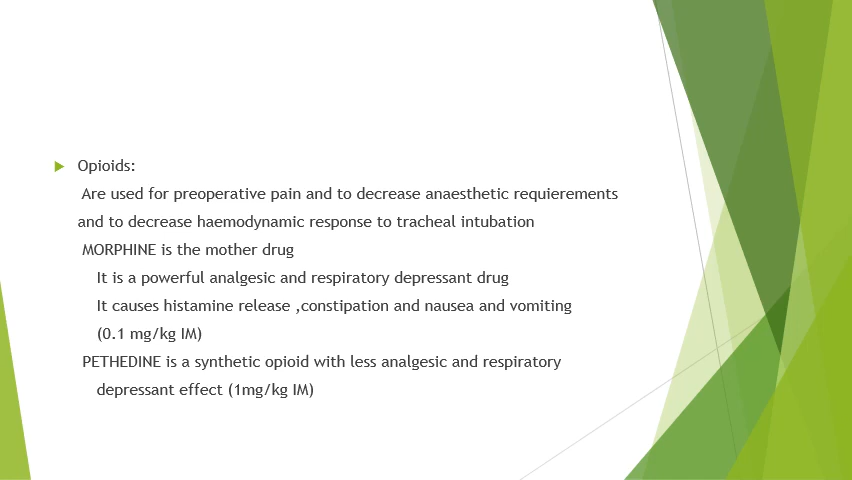 Opioids:
Are used for preoperative pain and to decrease anaesthetic requierements
and to decrease haemodynamic response to tracheal intubation
MORPHINE is the mother drug
It is a powerful analgesic and respiratory depressant drug
It causes histamine release ,constipation and nausea and vomiting
(0.1 mg/kg IM)
PETHEDINE is a synthetic opioid with less analgesic and respiratory
depressant effect (1mg/kg IM)